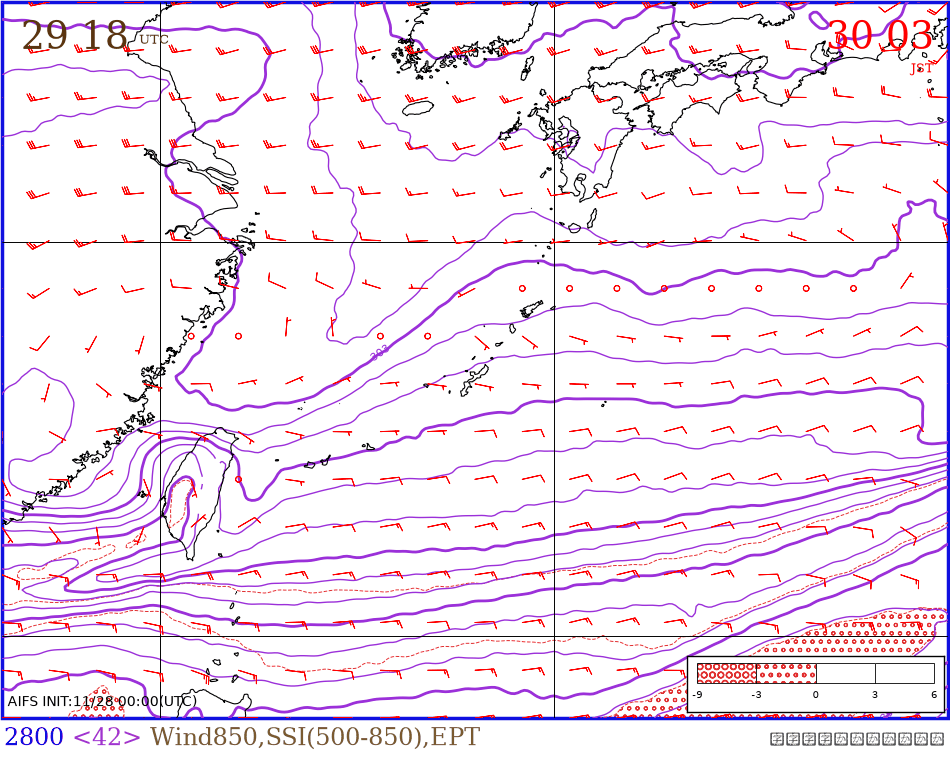 29 18 UTC
30 03
JST
303
AIFS INIT:11/28 00:00(UTC)
-9 -3 0 3 6
2800 <42> Wind850,SSI(500-850),EPT